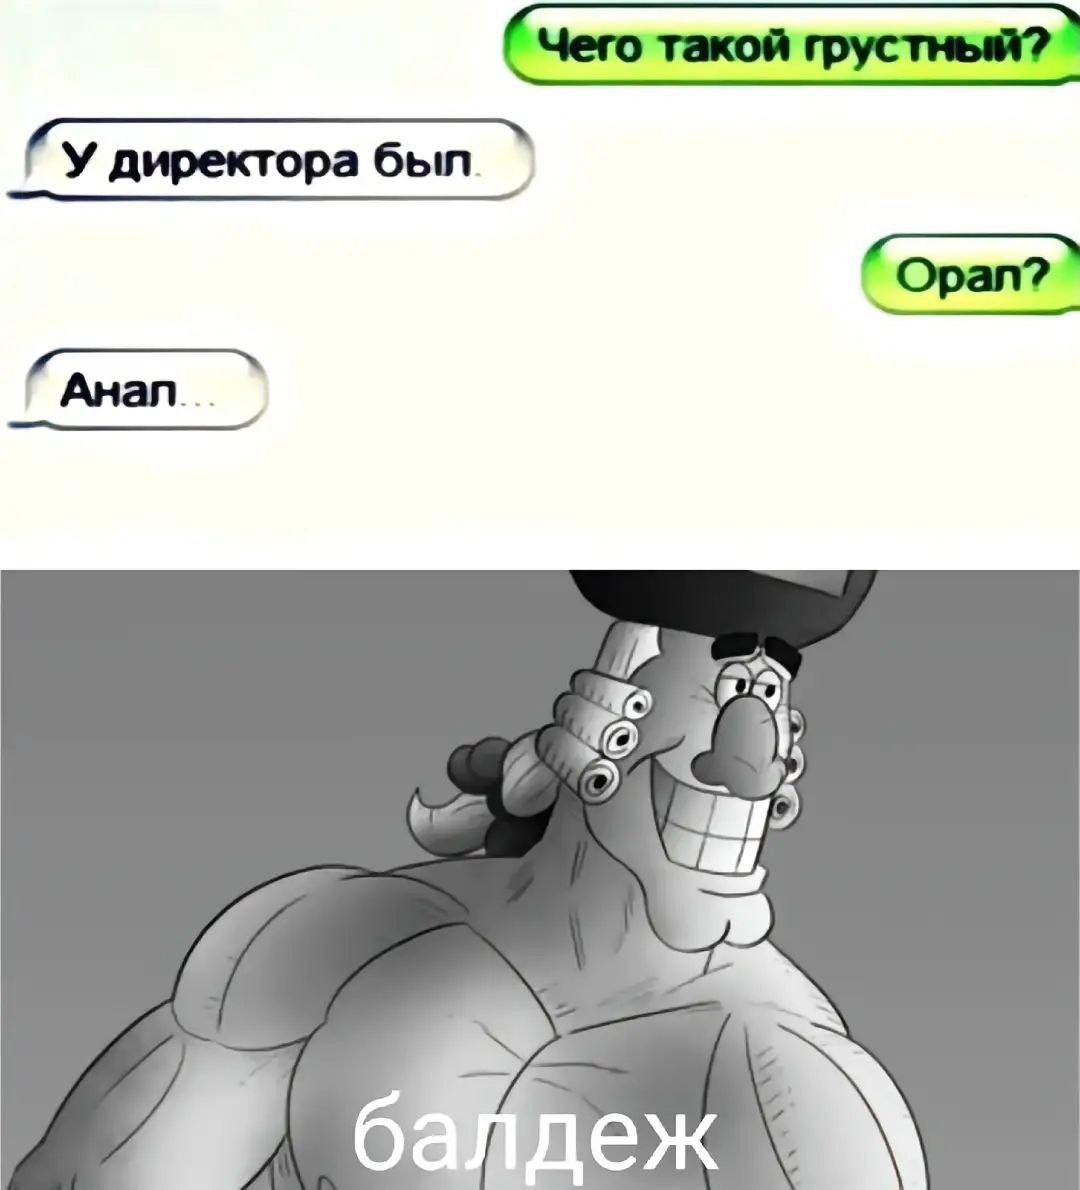 Чего такой грустный?
У директора был.
Орал?
Анал...
балдеж